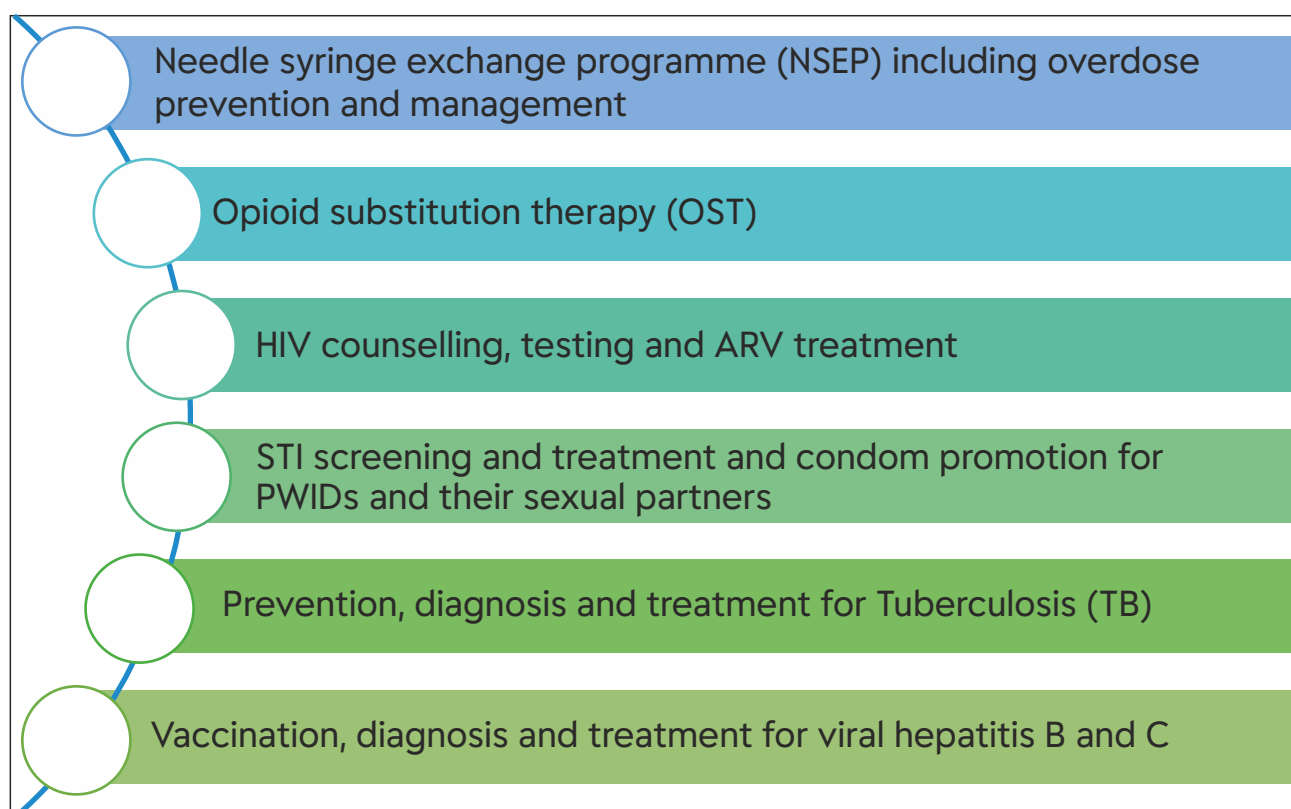 Needle syringe exchange programme (NSEP) including overdose
prevention and management
Opioid substitution therapy (OST)
HIV counselling, testing and ARV treatment
STI screening and treatment and condom promotion for
PWIDs and their sexual partners
Prevention, diagnosis and treatment for Tuberculosis (TB)
Vaccination, diagnosis and treatment for viral hepatitis B and C